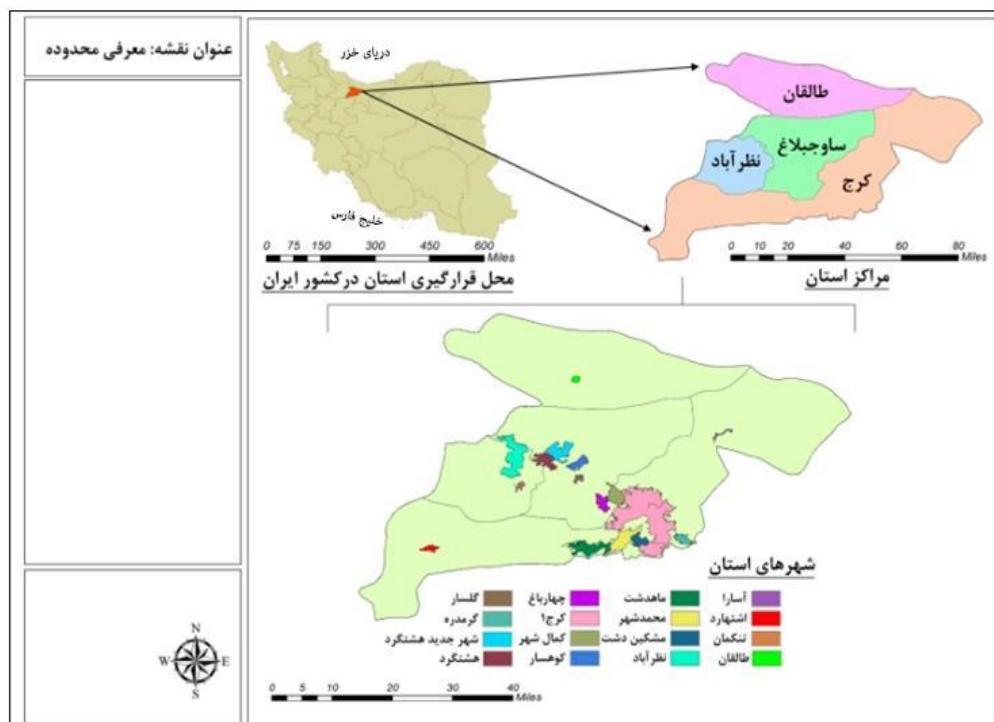 عنوان نقشه: معرفی محدوده
دریای خزر
خلیج فارس
0 75 150 300 450 600
Miles
محل قرارگیری استان درکشور ایران
طالقان
ساوجبلاغ
نظرآباد
کرج
0 10 20 40 60 80
Miles
مراکز استان
شهرهای استان
آسارا
ماهدشت
چهارباغ
گلسار
اشتهارد
محمدشهر
کرج۱
گرمدره
تنکمان
مشکین دشت
کمال شهر
شهر جدید هشتگرد
طالقان
نظرآباد
کوهسار
هشتگرد
0 5 10 20 30 40
Miles
N
W E
S